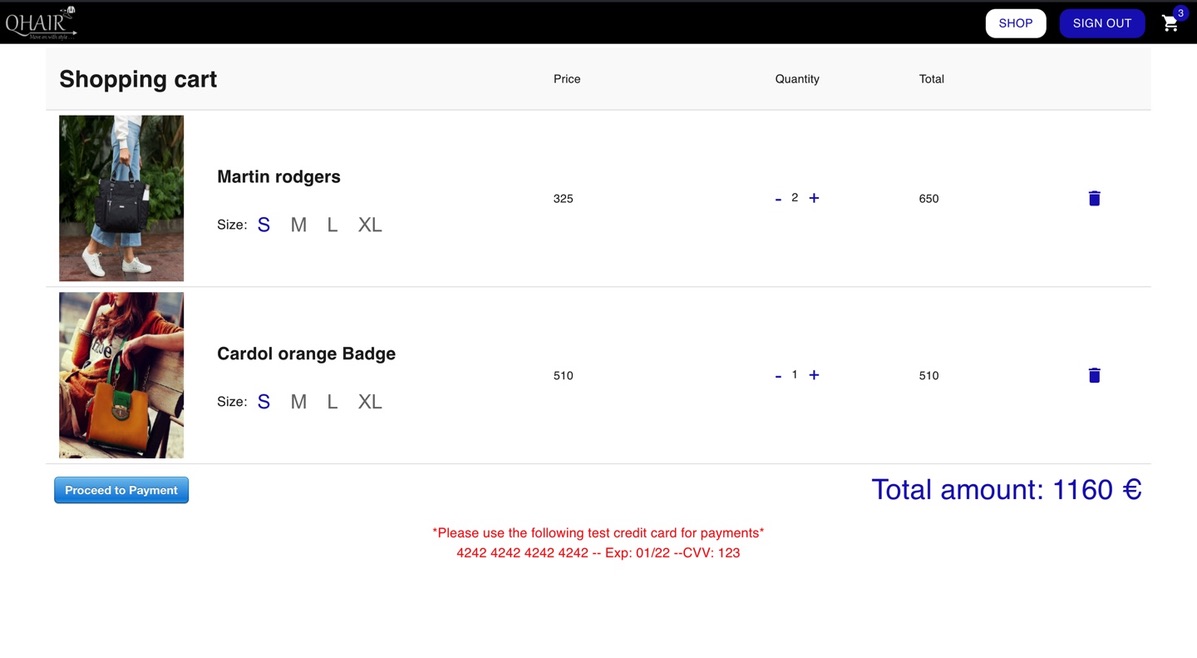 QHAIR
Move on with style
SHOP
SIGN OUT
3
Shopping cart
Price
Quantity
Total
Martin rodgers
Size: S M L XL
325
- 2 +
650
Cardol orange Badge
Size: S M L XL
510
- 1 +
510
Proceed to Payment
Total amount: 1160 €
*Please use the following test credit card for payments*
4242 4242 4242 4242 -- Exp: 01/22 --CVV: 123